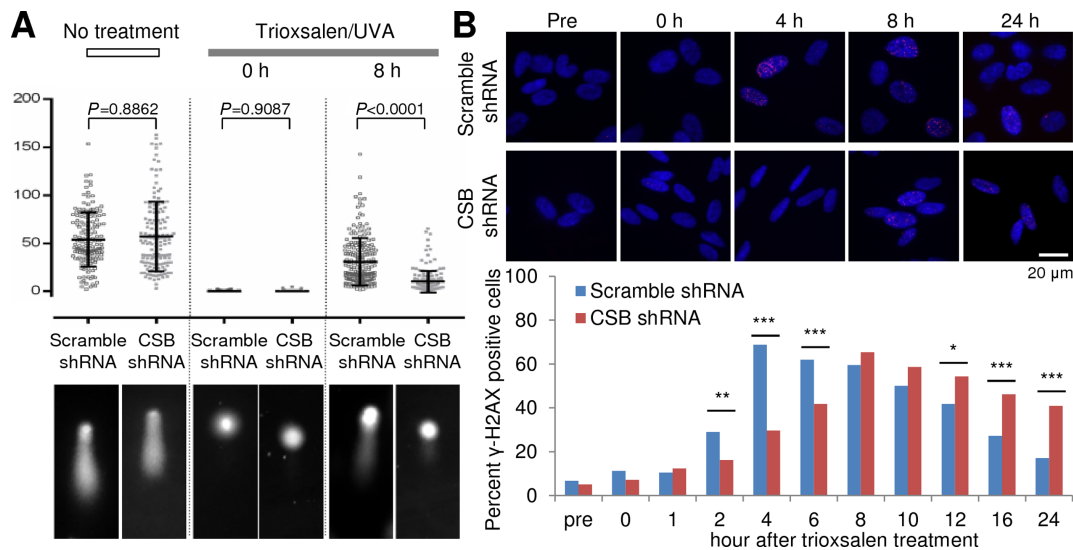 A
No treatment
Trioxsalen/UVA
0 h
8 h
200
150
100
50
0
P=0.8862
P=0.9087
P<0.0001
Scramble shRNA
CSB shRNA
Scramble shRNA
CSB shRNA
Scramble shRNA
CSB shRNA
B
Pre
0 h
4 h
8 h
24 h
Scramble
shRNA
CSB
shRNA
20 µm
Percent γ-H2AX positive cells
100
80
60
40
20
0
Scramble shRNA
CSB shRNA
**
***
***
*
***
***
pre
0
1
2
4
6
8
10
12
16
24
hour after trioxsalen treatment